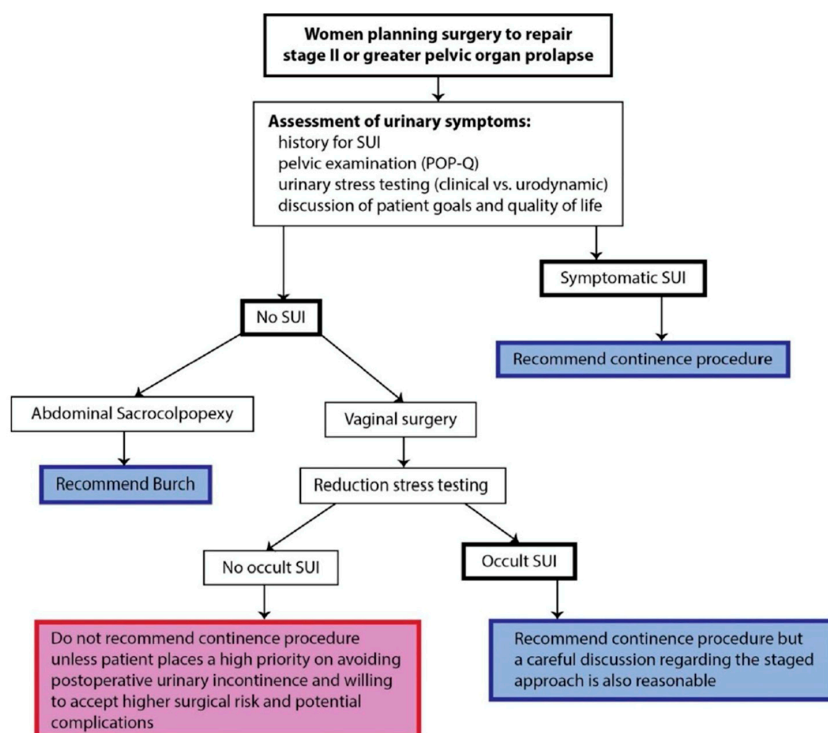 Women planning surgery to repair
stage II or greater pelvic organ prolapse
Assessment of urinary symptoms:
history for SUI
pelvic examination (POP-Q)
urinary stress testing (clinical vs. urodynamic)
discussion of patient goals and quality of life
Symptomatic SUI
No SUI
Recommend continence procedure
Abdominal Sacrocolpopexy
Vaginal surgery
Recommend Burch
Reduction stress testing
No occult SUI
Occult SUI
Do not recommend continence procedure
unless patient places a high priority on avoiding
postoperative urinary incontinence and willing
to accept higher surgical risk and potential
complications
Recommend continence procedure but
a careful discussion regarding the staged
approach is also reasonable